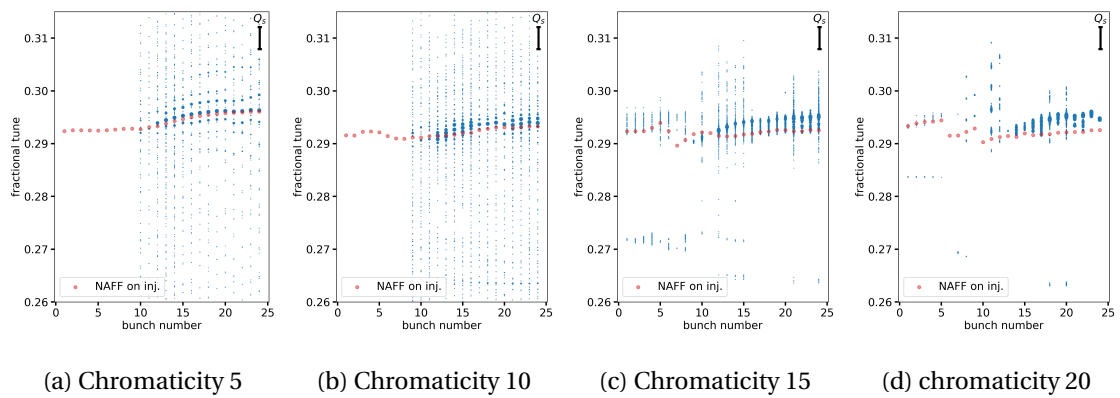 Qs
Qs
Qs
Qs
0.31
0.30
0.29
0.28
0.27
0.26
fractional tune
NAFF on inj.
0 5 10 15 20 25
bunch number
0.31
0.30
0.29
0.28
0.27
0.26
fractional tune
NAFF on inj.
0 5 10 15 20 25
bunch number
0.31
0.30
0.29
0.28
0.27
0.26
fractional tune
NAFF on inj.
0 5 10 15 20 25
bunch number
0.31
0.30
0.29
0.28
0.27
0.26
fractional tune
NAFF on inj.
0 5 10 15 20 25
bunch number
(a) Chromaticity 5
(b) Chromaticity 10
(c) Chromaticity 15
(d) chromaticity 20